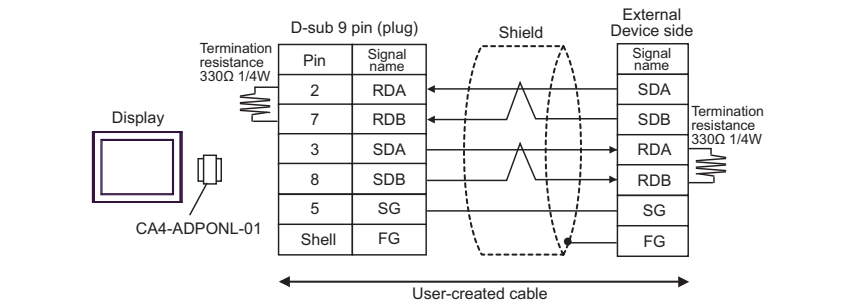 D-sub 9 pin (plug)
Shield
External
Device side
Termination
resistance
330Ω 1/4W
Pin
Signal
name
Signal
name
2
RDA
SDA
7
RDB
SDB
Termination
resistance
330Ω 1/4W
Display
3
SDA
RDA
8
SDB
RDB
CA4-ADPONL-01
5
SG
SG
Shell
FG
FG
User-created cable